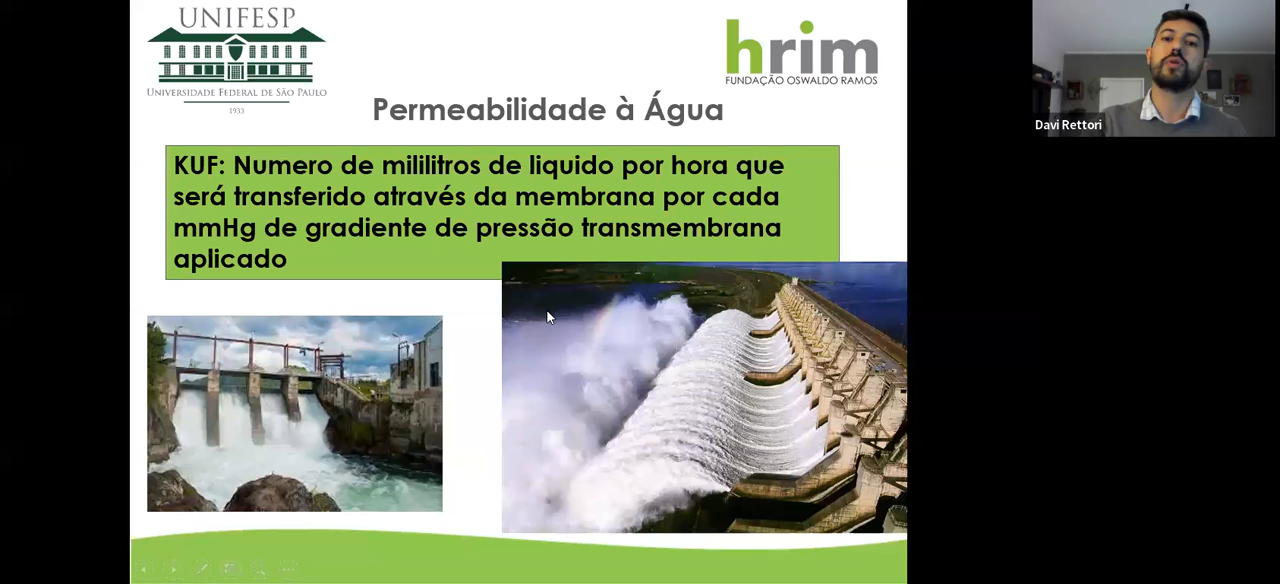 UNIFESP
UNIVERSIDADE FEDERAL DE SÃO PAULO
1933
hrim
FUNDAÇÃO OSWALDO RAMOS
Permeabilidade à Água
KUF: Numero de mililitros de liquido por hora que
será transferido através da membrana por cada
mmHg de gradiente de pressão transmembrana
aplicado
Davi Rettori